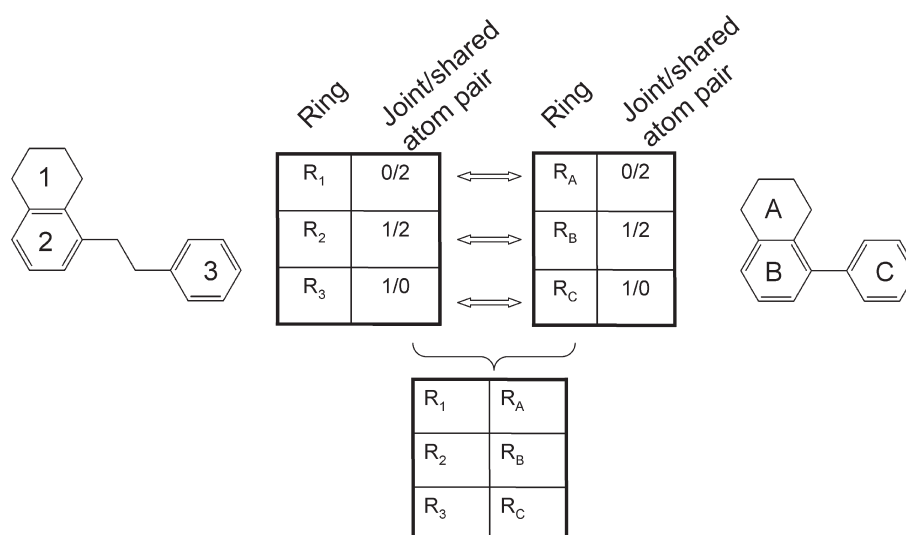 Ring
Joint/shared
atom pair
Ring
Joint/shared
atom pair
R1 0/2 RA 0/2
R2 1/2 RB 1/2
R3 1/0 RC 1/0
1
2
3
A
B
C
R1 RA
R2 RB
R3 RC